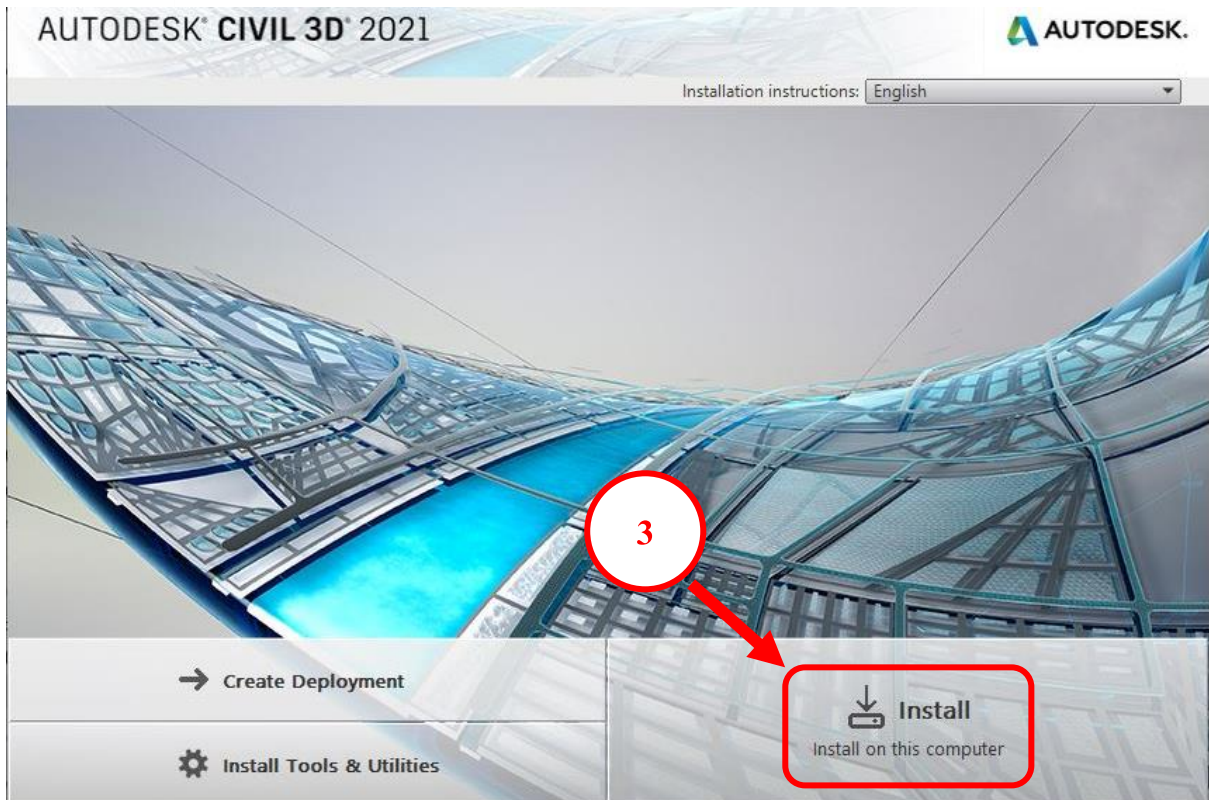 AUTODESK® CIVIL 3D® 2021
AUTODESK.
Installation instructions: English
3
Create Deployment
Install Tools & Utilities
Install
Install on this computer